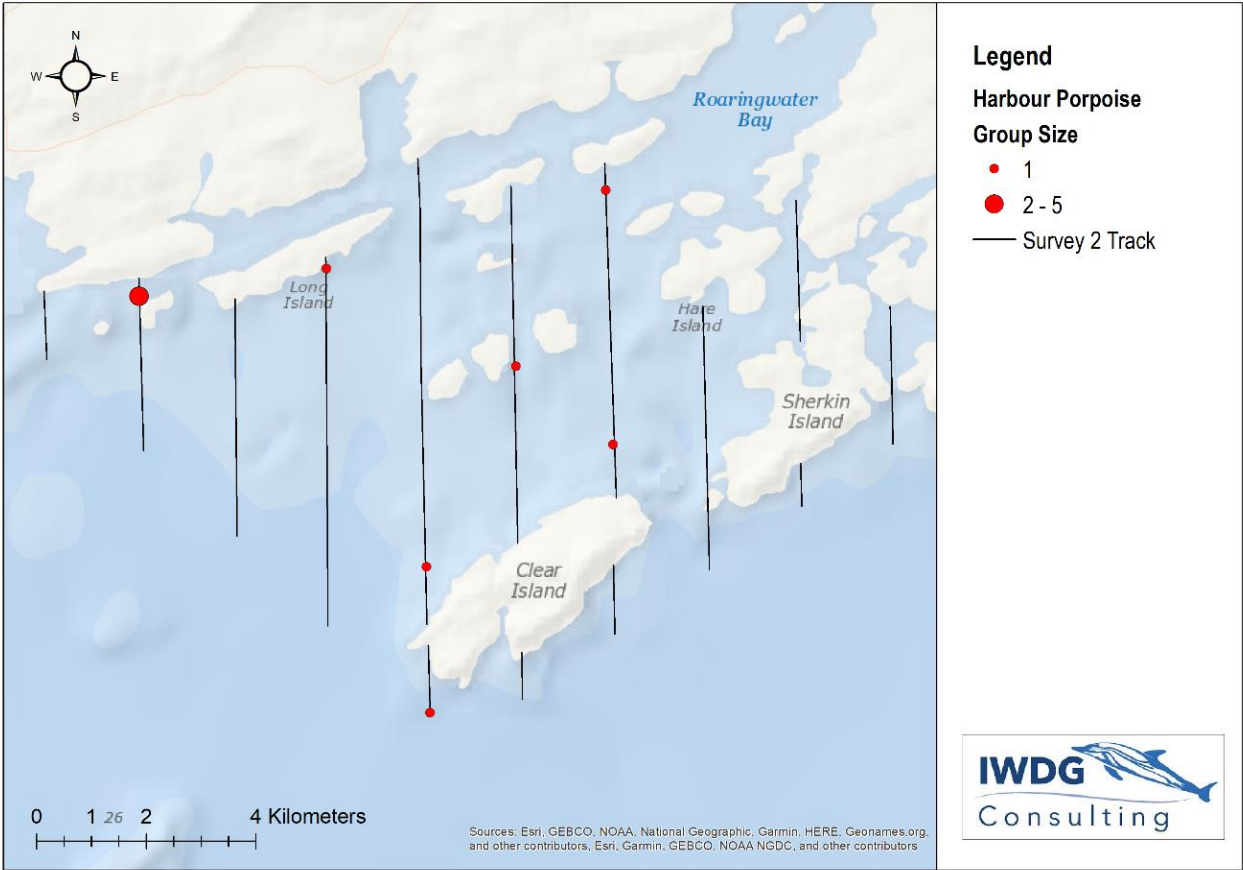 N
W
E
S
Roaringwater
Bay
Long
Island
Hare
Island
Sherkin
Island
Clear
Island
0 1 26 2 4 Kilometers
Sources: Esri, GEBCO, NOAA, National Geographic, Garmin, HERE, Geonames.org,
and other contributors, Esri, Garmin, GEBCO, NOAA NGDC, and other contributors
Legend
Harbour Porpoise
Group Size
1
2 - 5
Survey 2 Track
IWDG
Consulting